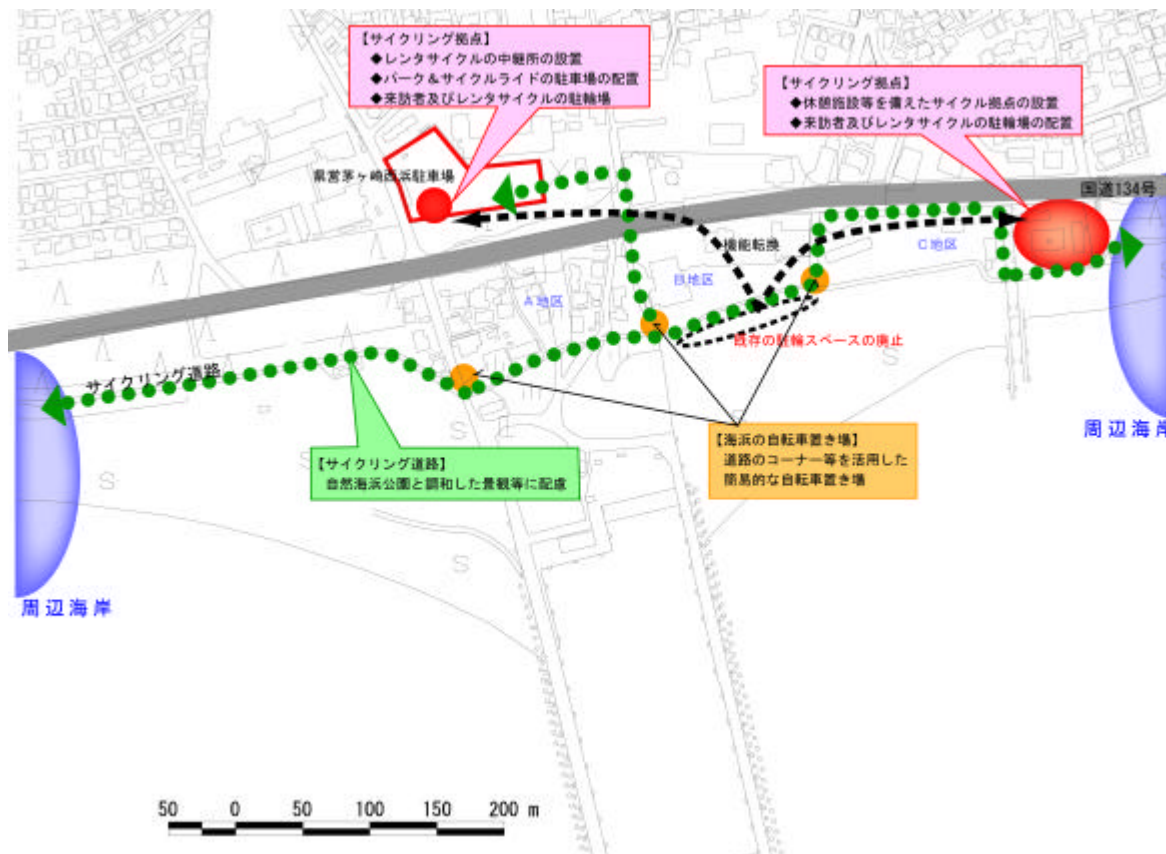 【サイクリング拠点】
◆レンタサイクルの中継所の設置
◆パーク＆サイクルライドの駐車場の配置
◆来訪者及びレンタサイクルの駐輪場
【サイクリング拠点】
◆休憩施設等を備えたサイクル拠点の設置
◆来訪者及びレンタサイクルの駐輪場の配置
県営茅ヶ崎西浜駐車場
国道134号
機能転換
C地区
B地区
A地区
既存の駐輪スペースの廃止
サイクリング道路
周辺海岸
【海浜の自転車置き場】
道路のコーナー等を活用した
簡易的な自転車置き場
【サイクリング道路】
自然海浜公園と調和した景観等に配慮
S
S
S
S
S
周辺海岸
50 0 50 100 150 200 m